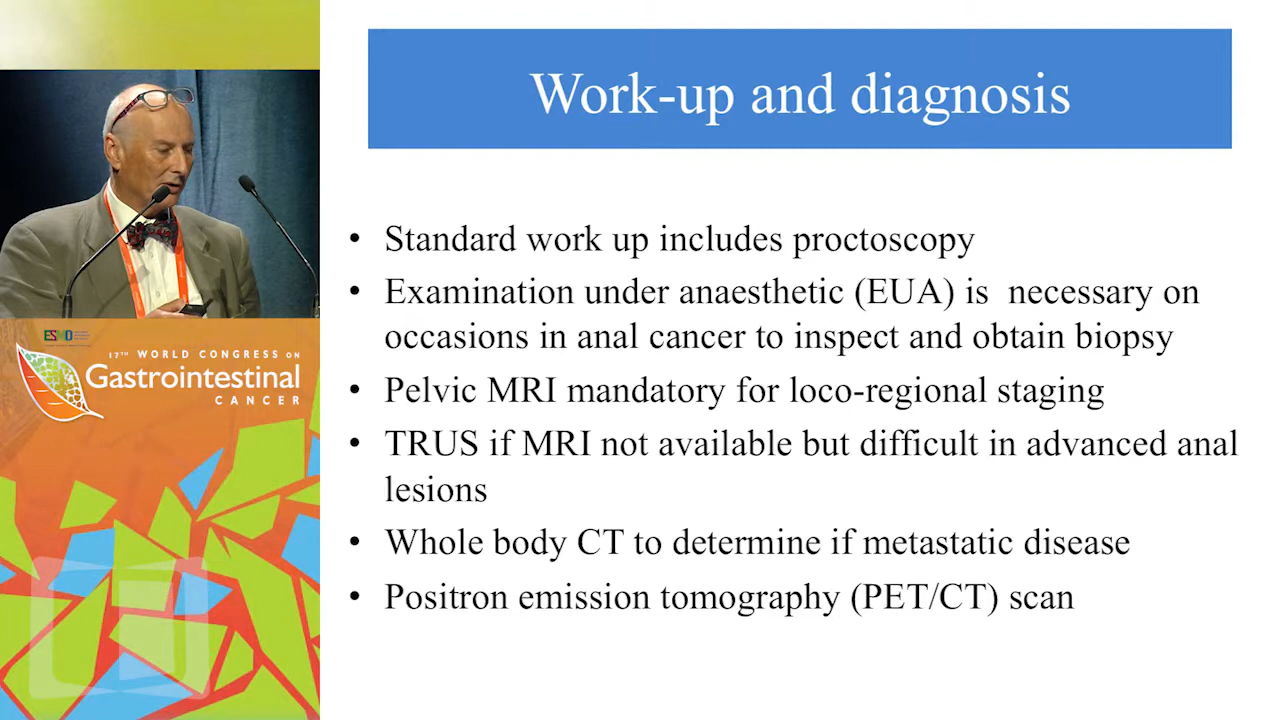 Work-up and diagnosis
• Standard work up includes proctoscopy
• Examination under anaesthetic (EUA) is necessary on
occasions in anal cancer to inspect and obtain biopsy
• Pelvic MRI mandatory for loco-regional staging
• TRUS if MRI not available but difficult in advanced anal
lesions
• Whole body CT to determine if metastatic disease
• Positron emission tomography (PET/CT) scan
ESMO
17TH WORLD CONGRESS ON
Gastrointestinal
CANCER